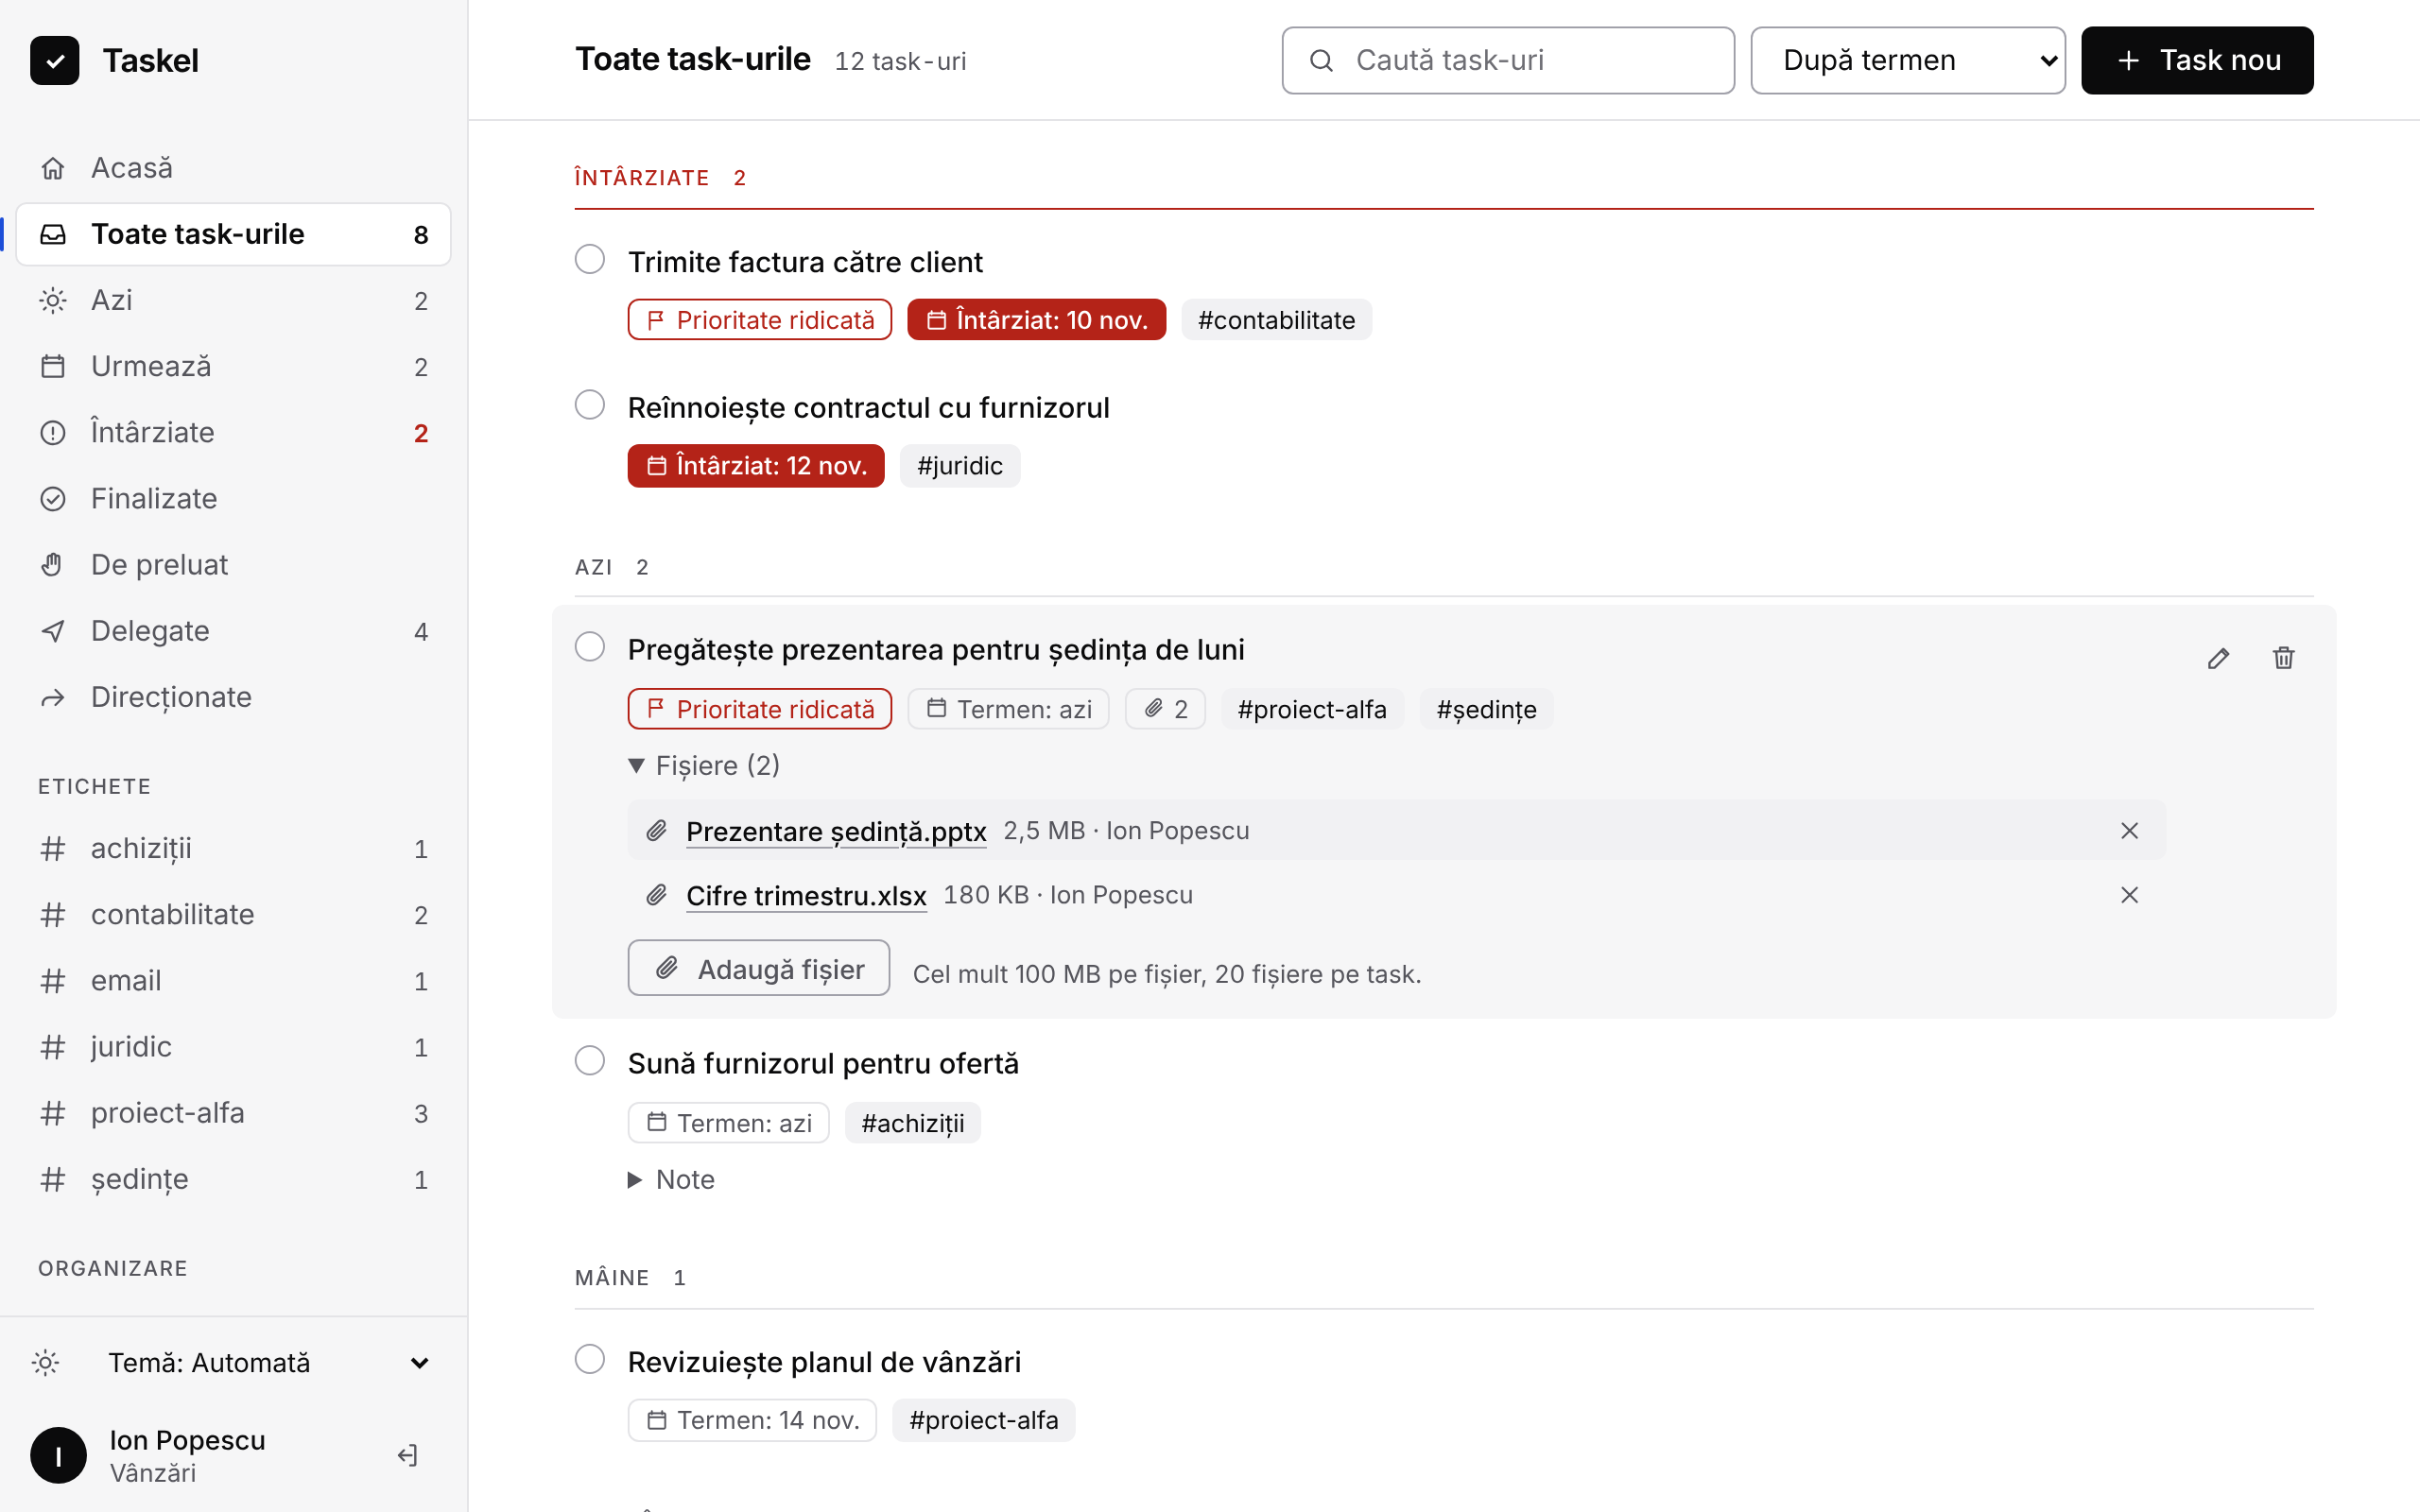 Taskel
Acasă
Toate task-urile 8
Azi 2
Urmează 2
Întârziate 2
Finalizate
De preluat
Delegate 4
Direcționate
ETICHETE
# achiziții 1
# contabilitate 2
# email 1
# juridic 1
# proiect-alfa 3
# ședințe 1
ORGANIZARE
Temă: Automată
I
Ion Popescu
Vânzări
Toate task-urile 12 task-uri
Caută task-uri
După termen
+ Task nou
ÎNTÂRZIATE 2
Trimite factura către client
Prioritate ridicată Întârziat: 10 nov. #contabilitate
Reînnoiește contractul cu furnizorul
Întârziat: 12 nov. #juridic
AZI 2
Pregătește prezentarea pentru ședința de luni
Prioritate ridicată Termen: azi 2 #proiect-alfa #ședințe
Fișiere (2)
Prezentare ședință.pptx 2,5 MB · Ion Popescu
Cifre trimestru.xlsx 180 KB · Ion Popescu
Adaugă fișier Cel mult 100 MB pe fișier, 20 fișiere pe task.
Sună furnizorul pentru ofertă
Termen: azi #achiziții
Note
MÂINE 1
Revizuiește planul de vânzări
Termen: 14 nov. #proiect-alfa